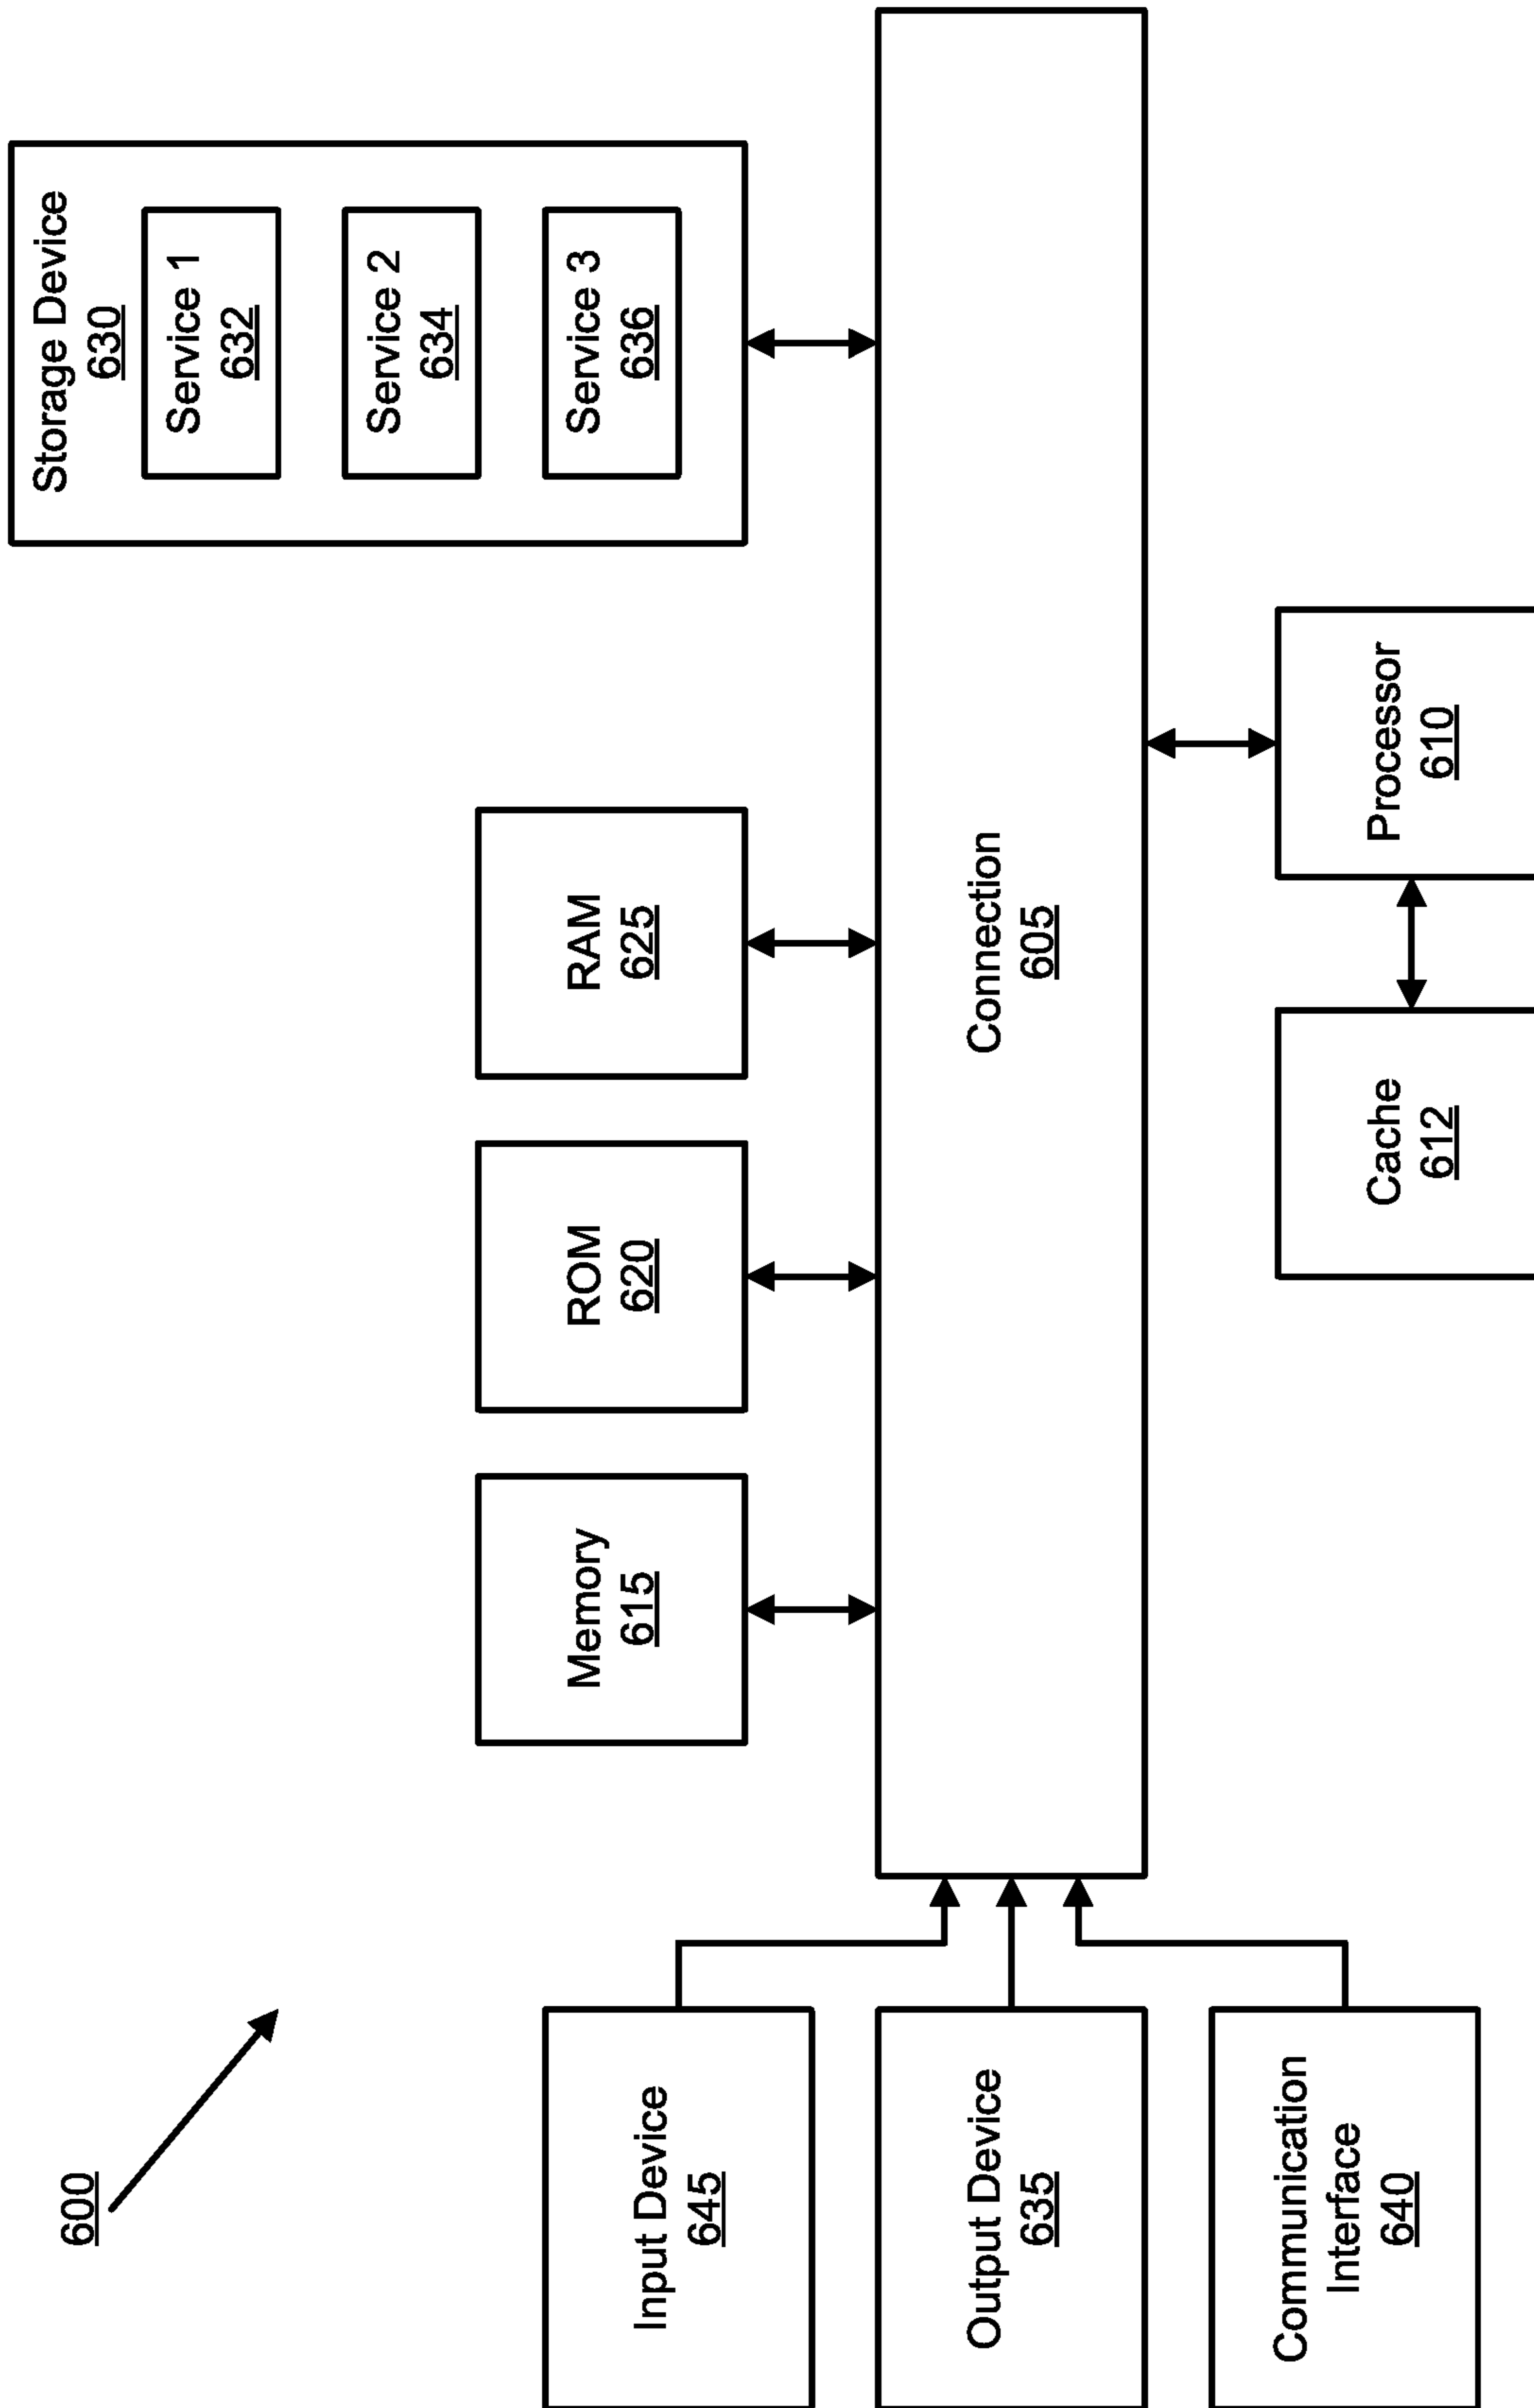 600
Storage Device
630
Service 1
632
Service 2
634
Service 3
636
Memory
615
ROM
620
RAM
625
Input Device
645
Output Device
635
Communication
Interface
640
Connection
605
Cache
612
Processor
610